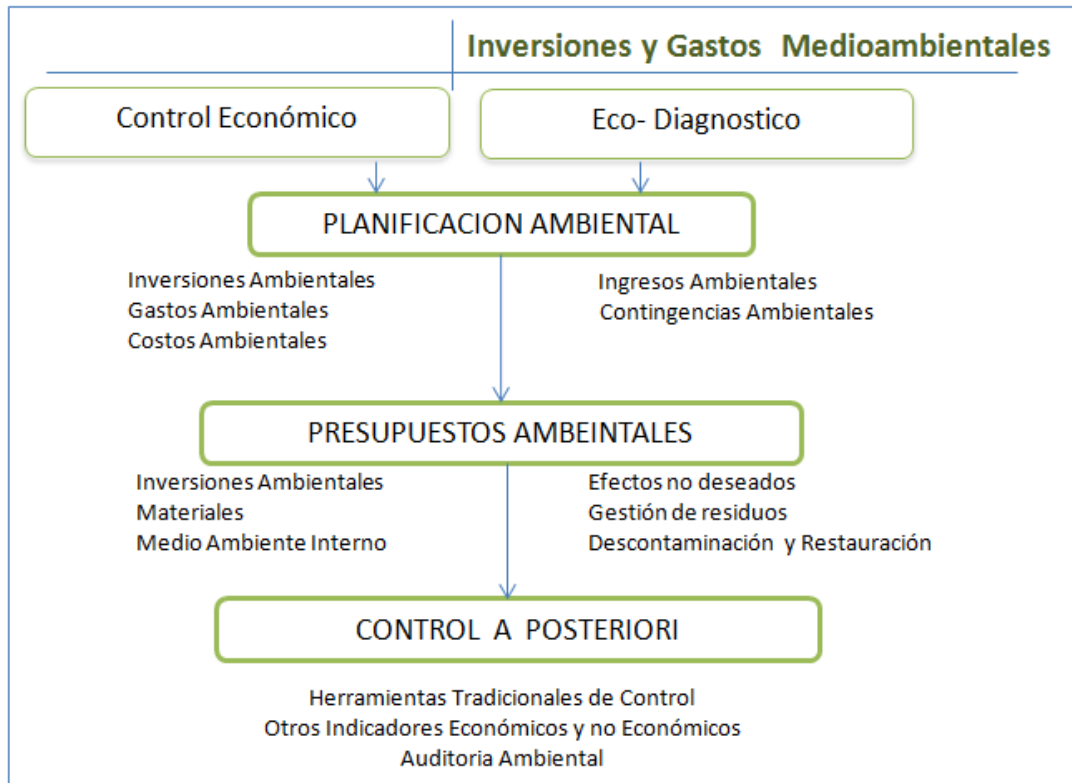 Inversiones y Gastos Medioambientales
Control Económico
Eco- Diagnostico
PLANIFICACION AMBIENTAL
Inversiones Ambientales
Gastos Ambientales
Costos Ambientales
Ingresos Ambientales
Contingencias Ambientales
PRESUPUESTOS AMBEINTALES
Inversiones Ambientales
Materiales
Medio Ambiente Interno
Efectos no deseados
Gestión de residuos
Descontaminación y Restauración
CONTROL A POSTERIORI
Herramientas Tradicionales de Control
Otros Indicadores Económicos y no Económicos
Auditoria Ambiental